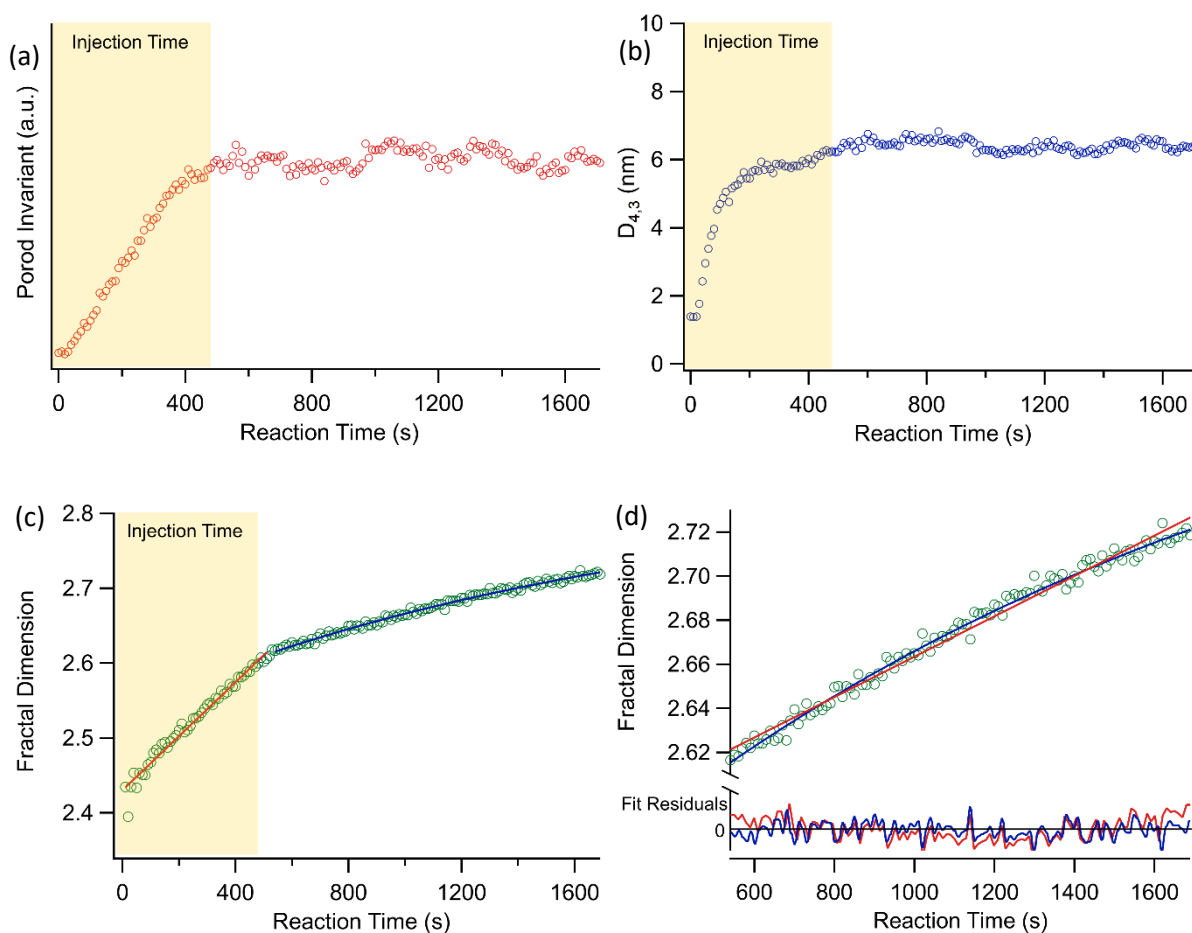 (a)
Injection Time
Porod Invariant (a.u.)
0 400 800 1200 1600
Reaction Time (s)
(b)
Injection Time
D4,3 (nm)
10
8
6
4
2
0
0 400 800 1200 1600
Reaction Time (s)
(c)
Injection Time
Fractal Dimension
2.8
2.7
2.6
2.5
2.4
0 400 800 1200 1600
Reaction Time (s)
(d)
Fractal Dimension
2.72
2.70
2.68
2.66
2.64
2.62
Fit Residuals
0
600 800 1000 1200 1400 1600
Reaction Time (s)